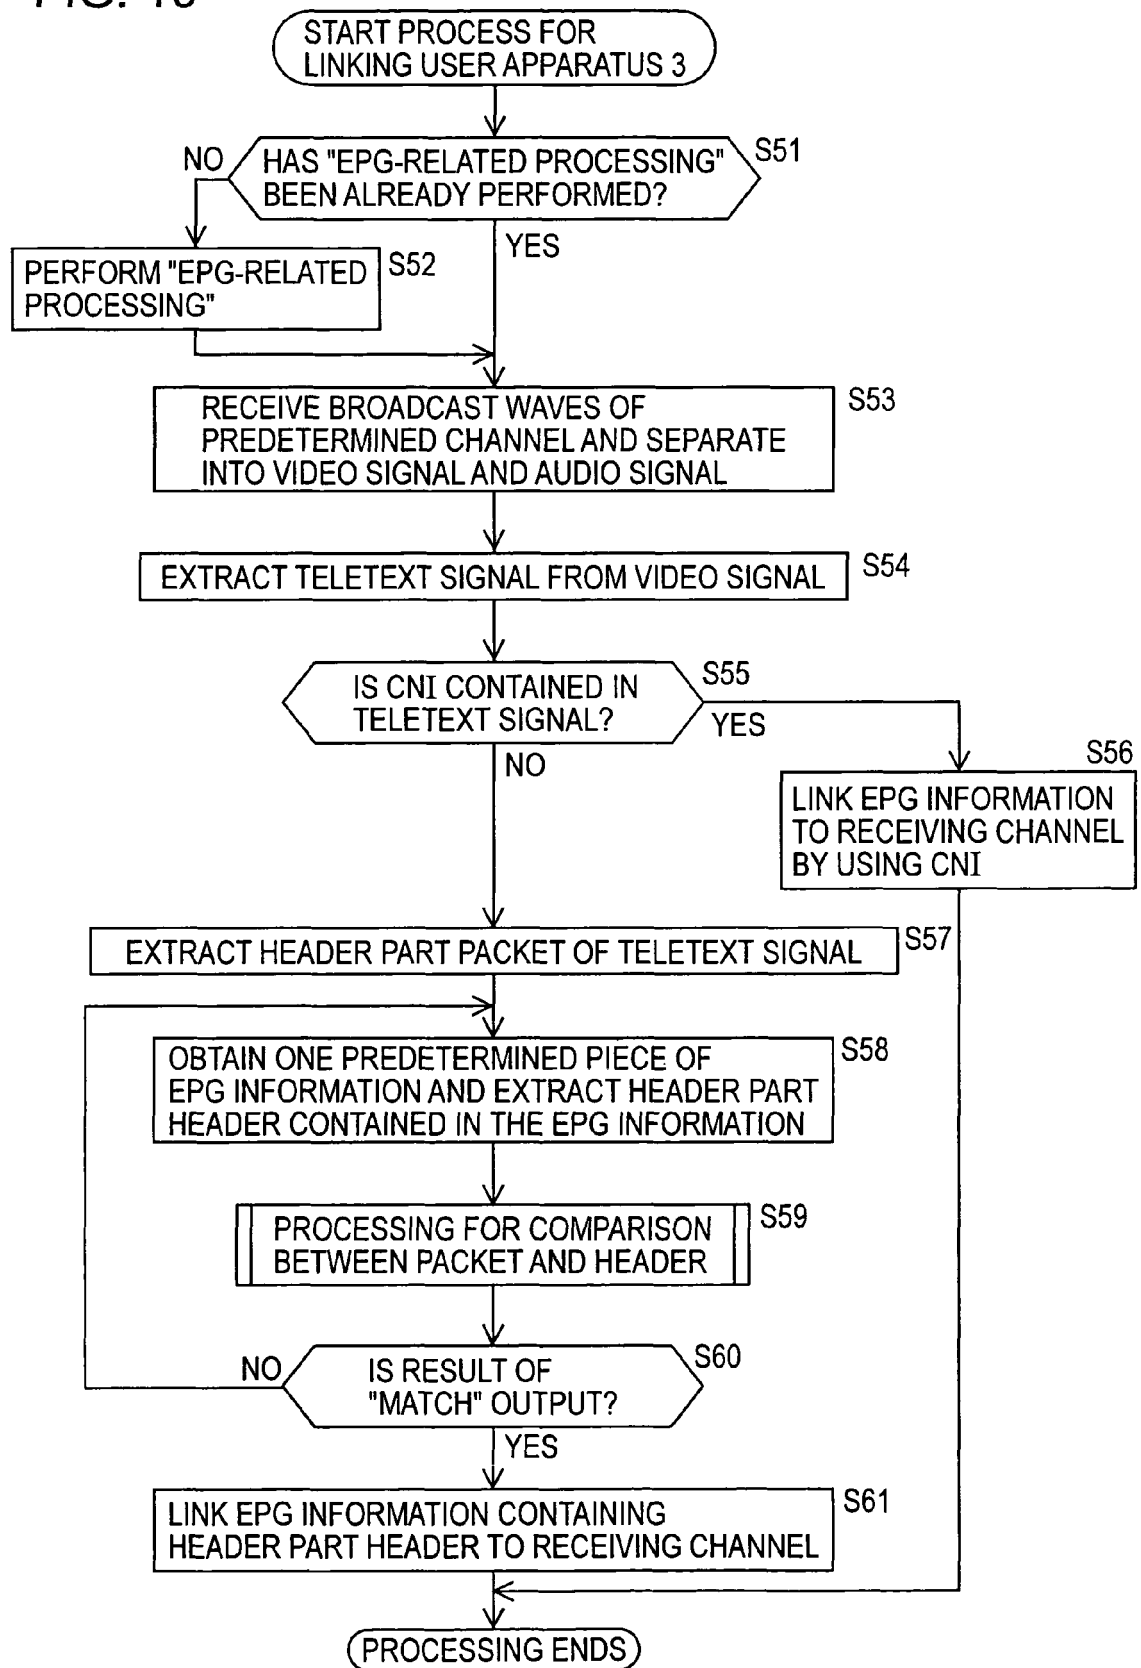 START PROCESS FOR
LINKING USER APPARATUS 3
S51
NO
HAS "EPG-RELATED PROCESSING"
BEEN ALREADY PERFORMED?
YES
S52
PERFORM "EPG-RELATED
PROCESSING"
S53
RECEIVE BROADCAST WAVES OF
PREDETERMINED CHANNEL AND SEPARATE
INTO VIDEO SIGNAL AND AUDIO SIGNAL
S54
EXTRACT TELETEXT SIGNAL FROM VIDEO SIGNAL
S55
IS CNI CONTAINED IN
TELETEXT SIGNAL?
YES
NO
S56
LINK EPG INFORMATION
TO RECEIVING CHANNEL
BY USING CNI
S57
EXTRACT HEADER PART PACKET OF TELETEXT SIGNAL
S58
OBTAIN ONE PREDETERMINED PIECE OF
EPG INFORMATION AND EXTRACT HEADER PART
HEADER CONTAINED IN THE EPG INFORMATION
S59
PROCESSING FOR COMPARISON
BETWEEN PACKET AND HEADER
S60
NO
IS RESULT OF
"MATCH" OUTPUT?
YES
S61
LINK EPG INFORMATION CONTAINING
HEADER PART HEADER TO RECEIVING CHANNEL
PROCESSING ENDS